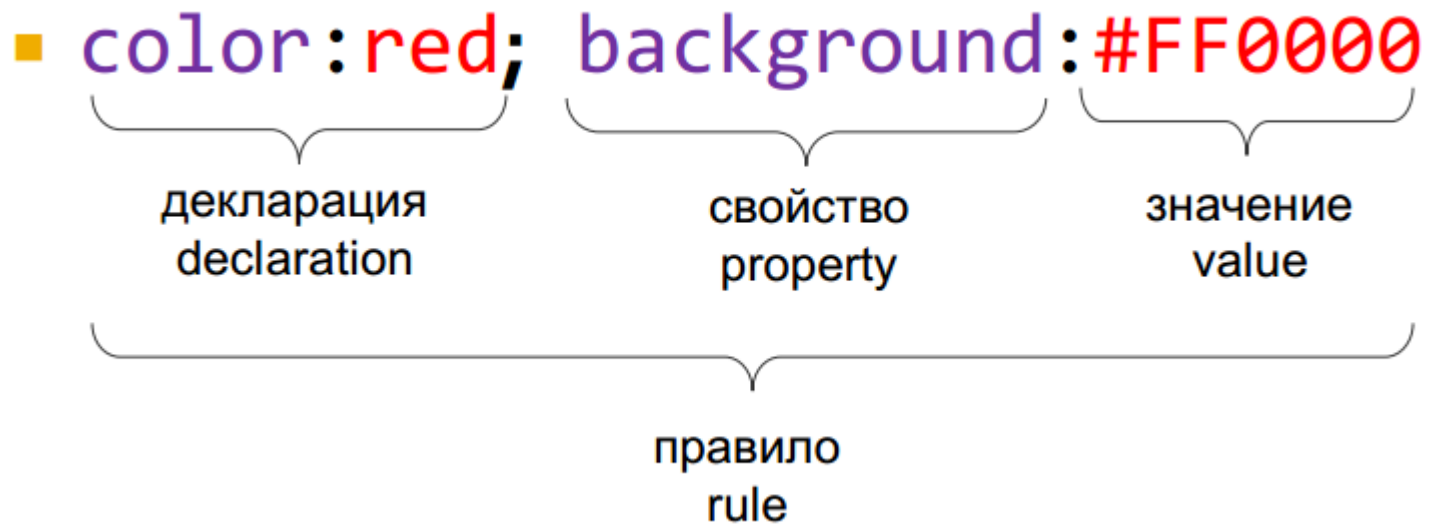 color:red; background:#FF0000
декларация
declaration
свойство
property
значение
value
правило
rule